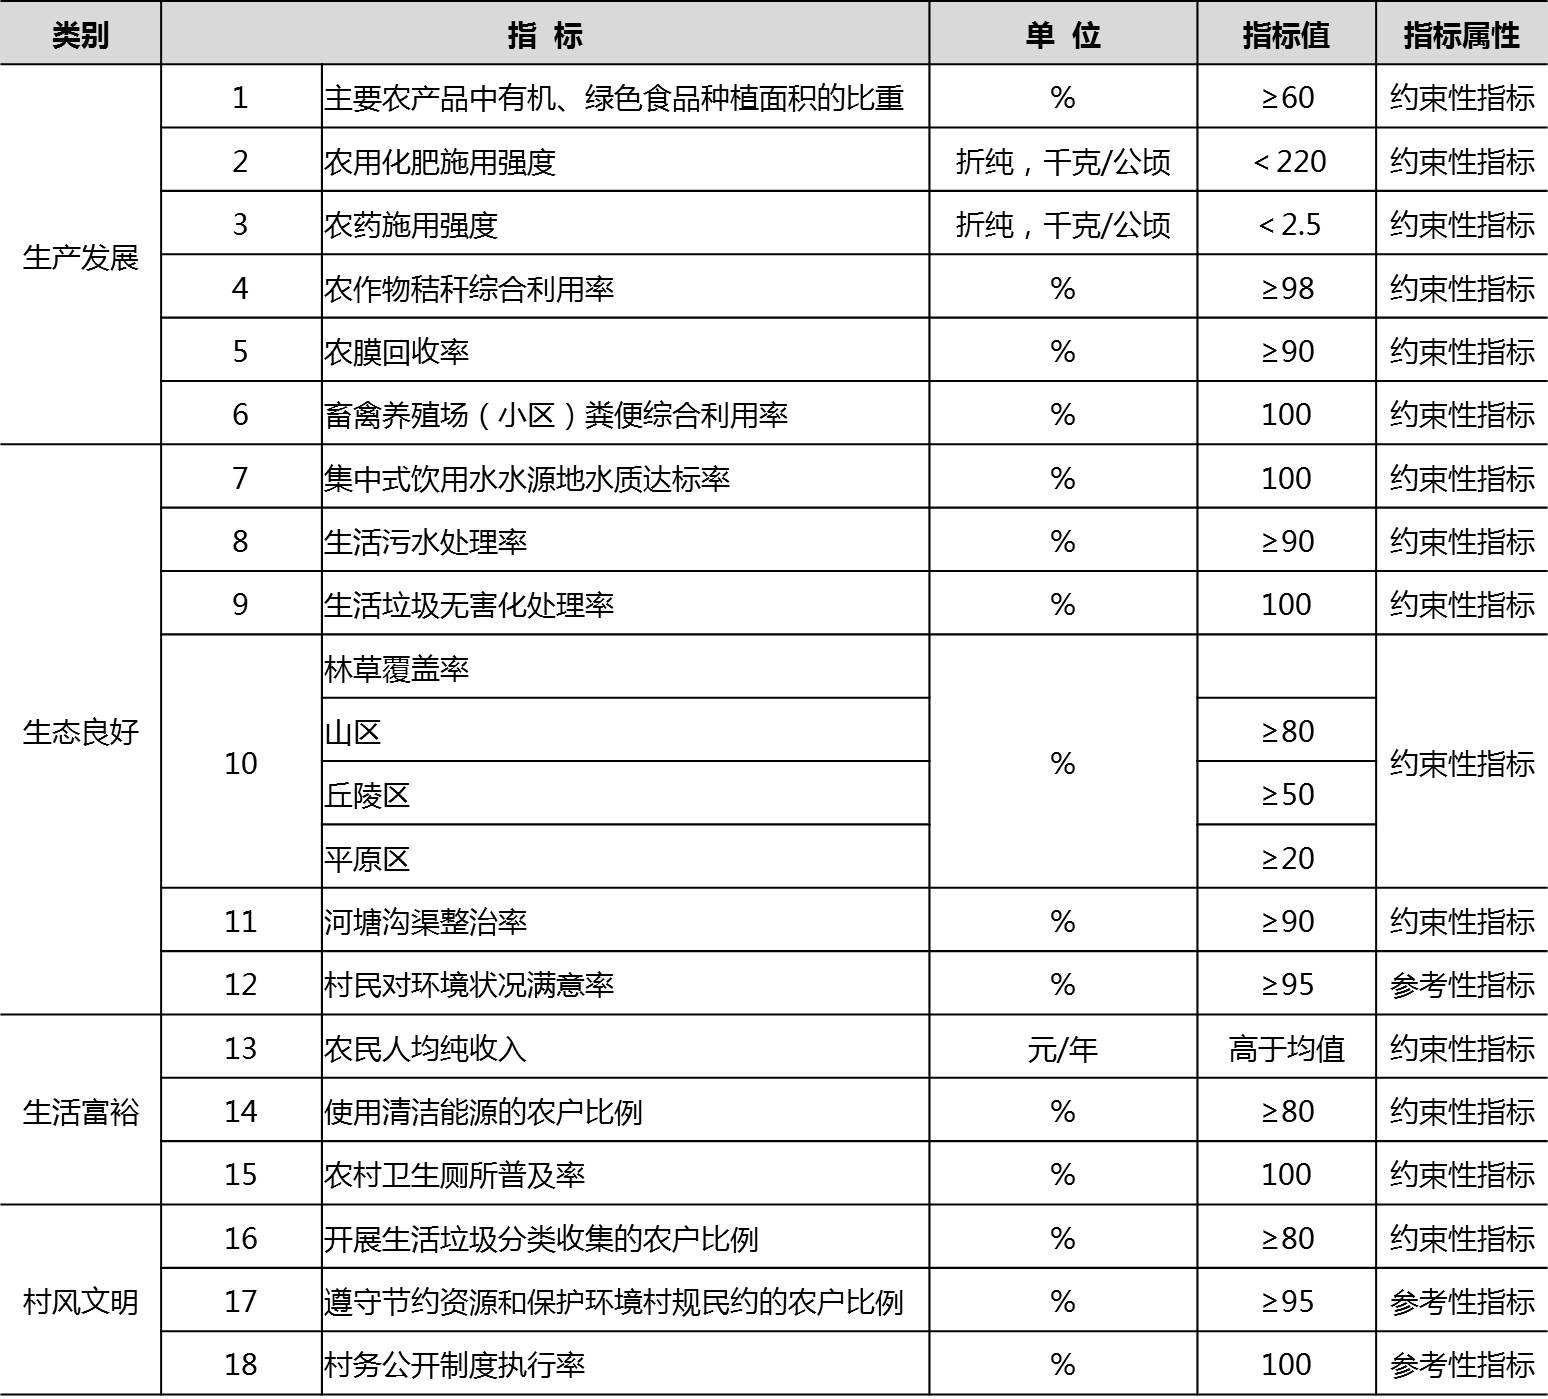 类别 指 标 单 位 指标值 指标属性
生产发展
1 主要农产品中有机、绿色食品种植面积的比重 % ≥60 约束性指标
2 农用化肥施用强度 折纯，千克/公顷 ＜220 约束性指标
3 农药施用强度 折纯，千克/公顷 ＜2.5 约束性指标
4 农作物秸秆综合利用率 % ≥98 约束性指标
5 农膜回收率 % ≥90 约束性指标
6 畜禽养殖场（小区）粪便综合利用率 % 100 约束性指标
生态良好
7 集中式饮用水水源地水质达标率 % 100 约束性指标
8 生活污水处理率 % ≥90 约束性指标
9 生活垃圾无害化处理率 % 100 约束性指标
10 林草覆盖率 % 约束性指标
山区 ≥80
丘陵区 ≥50
平原区 ≥20
11 河塘沟渠整治率 % ≥90 约束性指标
12 村民对环境状况满意率 % ≥95 参考性指标
生活富裕
13 农民人均纯收入 元/年 高于均值 约束性指标
14 使用清洁能源的农户比例 % ≥80 约束性指标
15 农村卫生厕所普及率 % 100 约束性指标
村风文明
16 开展生活垃圾分类收集的农户比例 % ≥80 约束性指标
17 遵守节约资源和保护环境村规民约的农户比例 % ≥95 参考性指标
18 村务公开制度执行率 % 100 参考性指标